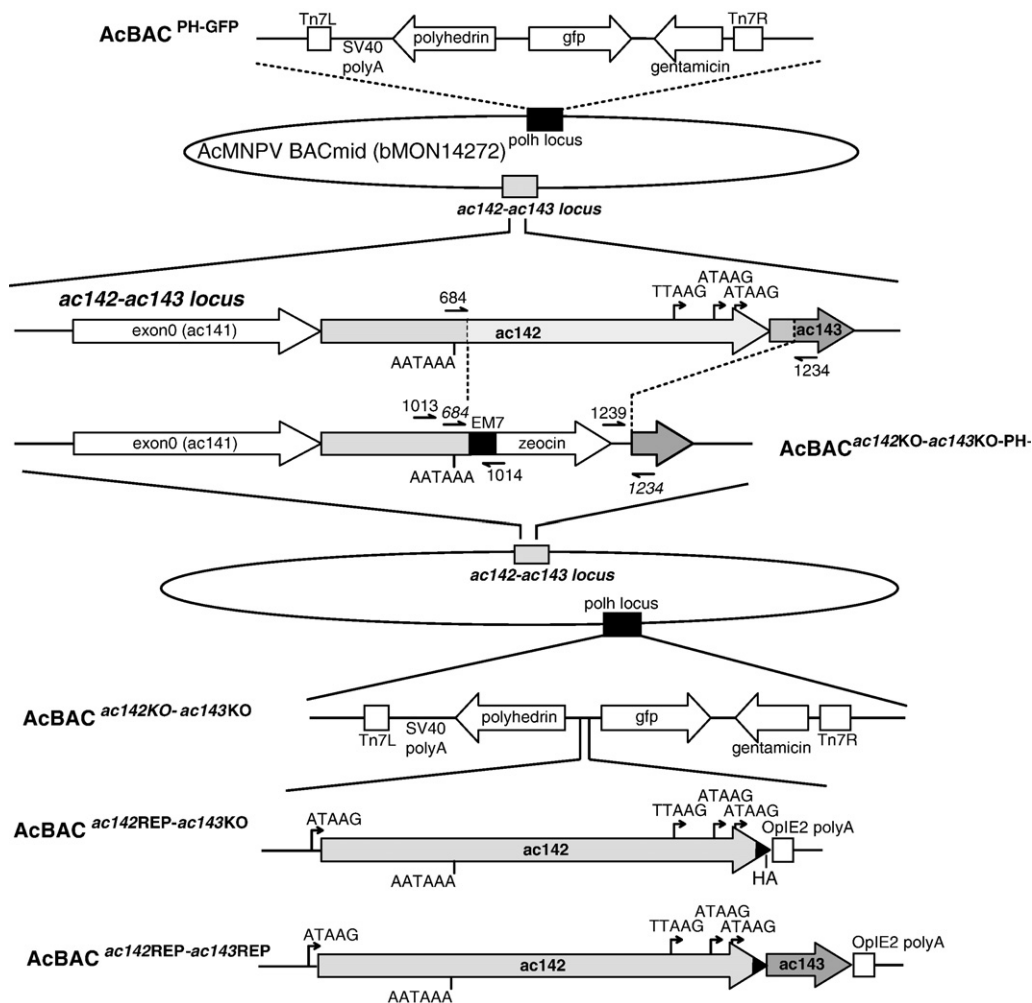 Tn7L
Tn7R
AcBAC PH-GFP
polyhedrin
gfp
SV40
polyA
gentamicin
polh locus
AcMNPV BACmid (bMON14272)
ac142-ac143 locus
ac142-ac143 locus
ATAAG
TTAAG
ATAAG
684
exon0 (ac141)
ac142
ac143
AATAAA
1234
1013
684
EM7
1239
exon0 (ac141)
zeocin
AcBAC ac142KO-ac143KO-PH-
AATAAA
1014
1234
ac142-ac143 locus
polh locus
AcBAC ac142KO-ac143KO
polyhedrin
gfp
Tn7L
SV40
polyA
gentamicin
Tn7R
ATAAG
AcBAC ac142REP-ac143KO
ATAAG
TTAAG
ATAAG
OpIE2 polyA
ac142
AATAAA
HA
ATAAG
AcBAC ac142REP-ac143REP
ATAAG
TTAAG
ATAAG
OpIE2 polyA
ac142
ac143
AATAAA